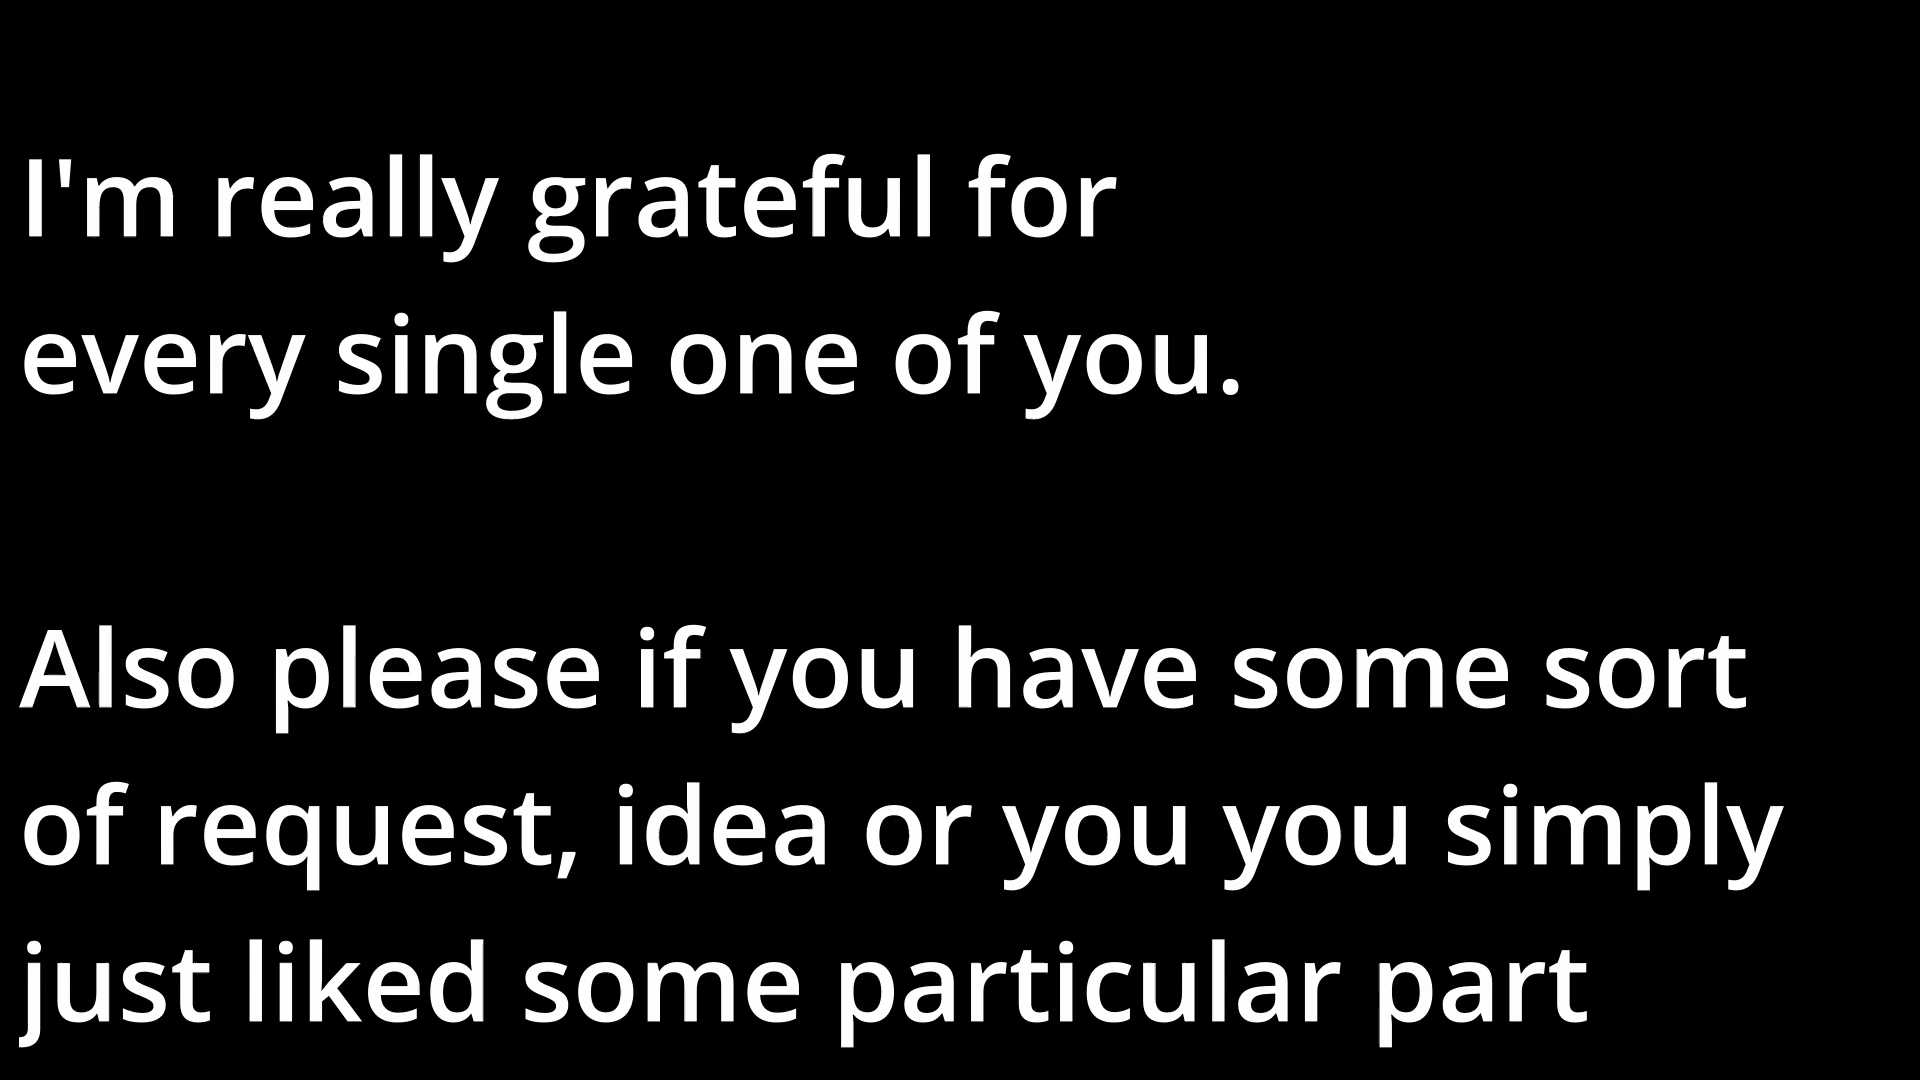 I'm really grateful for
every single one of you.
Also please if you have some sort
of request, idea or you you simply
just liked some particular part